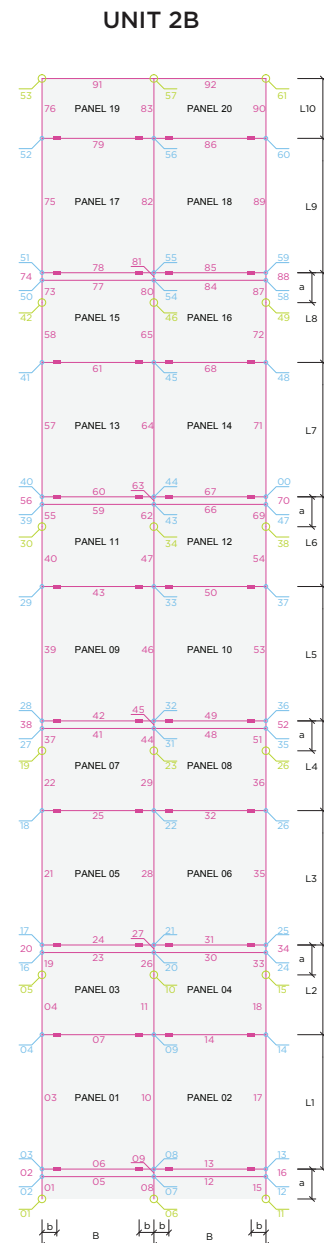 UNIT 2B
91 92
53 57 61
76 PANEL 19 83 PANEL 20 90 L10
79 86
52 56 60
75 PANEL 17 82 PANEL 18 89 L9
51 81 55 59
78 85
74 88 a
77 84
50 73 80 54 87 58
42 46 49
PANEL 15 PANEL 16 L8
58 65 72
61 68
41 45 48
57 PANEL 13 64 PANEL 14 71 L7
40 63 44 00
60 67
56 70 a
59 66
39 55 62 43 69 47
30 34 38
PANEL 11 PANEL 12 L6
40 47 54
43 50
29 33 37
39 PANEL 09 46 PANEL 10 53 L5
28 45 32 36
42 49
38 52 a
41 48
27 37 44 31 51 35
19 23 26
PANEL 07 PANEL 08 L4
22 29 36
25 32
18 22 26
21 PANEL 05 28 PANEL 06 35 L3
17 27 21 25
24 31
20 34 a
23 30
16 19 26 20 33 24
05 10 15
PANEL 03 PANEL 04 L2
04 11 18
07 14
04 09 14
03 PANEL 01 10 PANEL 02 17 L1
03 09 08 13
06 13
02 16 a
05 12
02 01 08 07 15 12
01 06 11
b b b b
B B